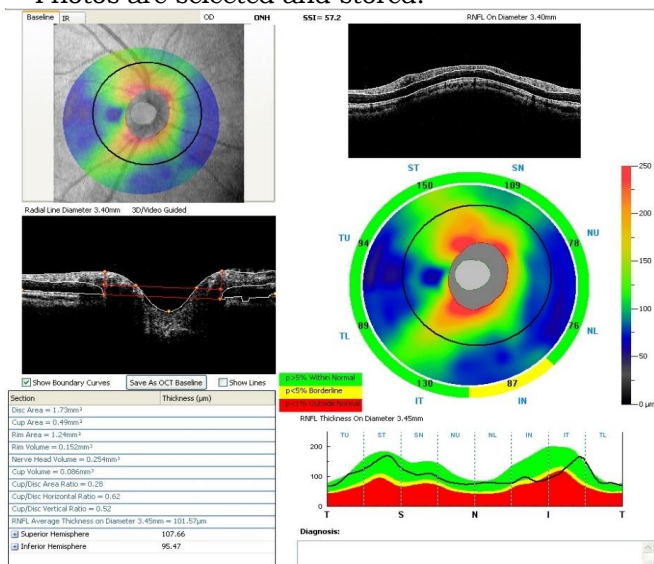 Photos are selected and stored.
Baseline IR OD ONH SSI= 57.2 RNFL On Diameter 3.40mm
Radial Line Diameter 3.40mm 3D/Video Guided
ST SN
150 109
TU 94 78 NU
TL 89 76 NL
130 87
IT IN
250
200
150
100
50
0 µm
Show Boundary Curves Save As OCT Baseline Show Lines
p>5% Within Normal
p<5% Borderline
p<1% Outside Normal
Section Thickness (µm)
Disc Area = 1.73mm²
Cup Area = 0.49mm²
Rim Area = 1.24mm²
Rim Volume = 0.152mm³
Nerve Head Volume = 0.254mm³
Cup Volume = 0.086mm³
Cup/Disc Area Ratio = 0.28
Cup/Disc Horizontal Ratio = 0.62
Cup/Disc Vertical Ratio = 0.52
RNFL Average Thickness on Diameter 3.45mm = 101.57µm
Superior Hemisphere 107.66
Inferior Hemisphere 95.47
RNFL Thickness On Diameter 3.45mm
TU ST SN NU NL IN IT TL
200
100
0
T S N I T
Diagnosis: